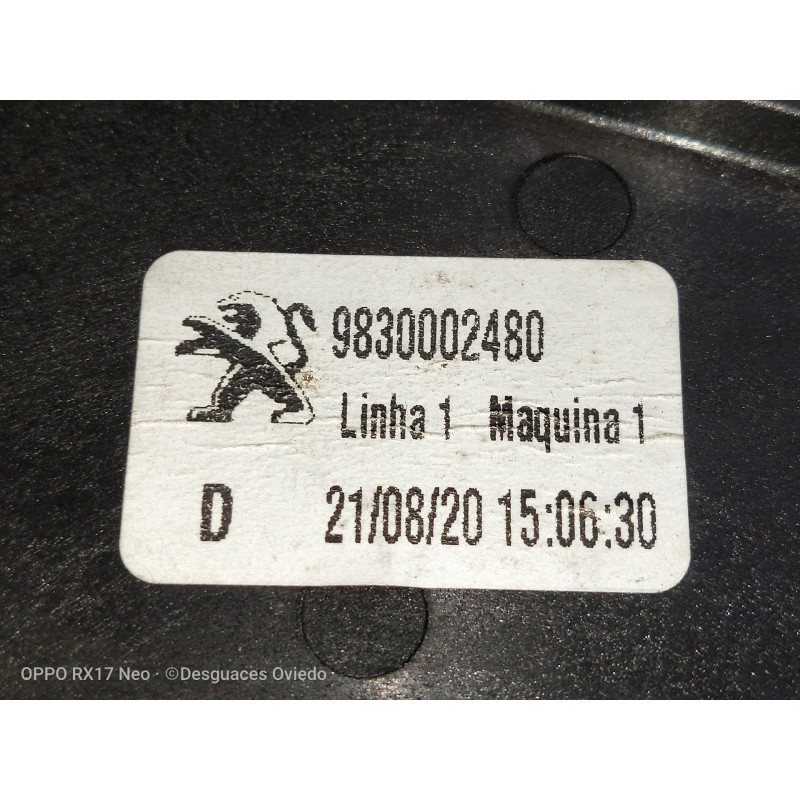 9830002480
Linha 1 Maquina 1
D 21/08/20 15:06:30
OPPO RX17 Neo · ©Desguaces Oviedo